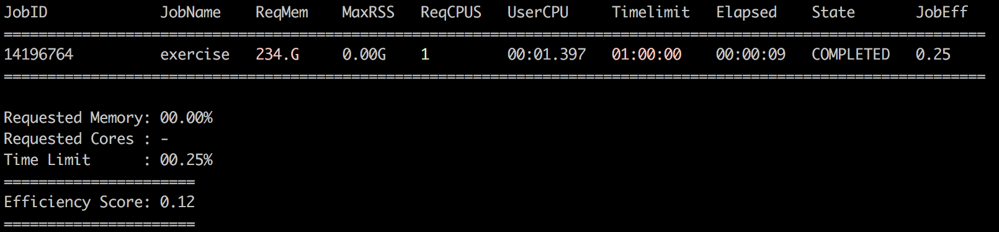 JobID JobName ReqMem MaxRSS ReqCPUS UserCPU Timelimit Elapsed State JobEff
=================================================================================================================
14196764 exercise 234.G 0.00G 1 00:01.397 01:00:00 00:00:09 COMPLETED 0.25
=================================================================================================================
Requested Memory: 00.00%
Requested Cores : -
Time Limit : 00.25%
======================
Efficiency Score: 0.12
======================